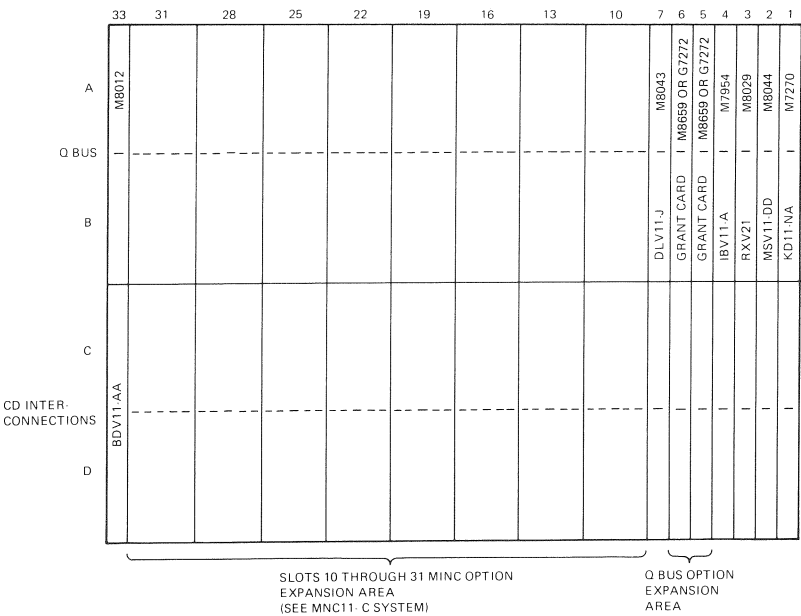 33 31 28 25 22 19 16 13 10 7 6 5 4 3 2 1
A
M8012
M8043
M8659 OR G7272
M8659 OR G7272
M7954
M8029
M8044
M7270
Q BUS
B
DLV11-J
GRANT CARD
GRANT CARD
IBV11-A
RXV21
MSV11-DD
KD11-NA
C
BDV11-AA
CD INTER-
CONNECTIONS
D
SLOTS 10 THROUGH 31 MINC OPTION
EXPANSION AREA
(SEE MNC11-C SYSTEM)
Q BUS OPTION
EXPANSION
AREA